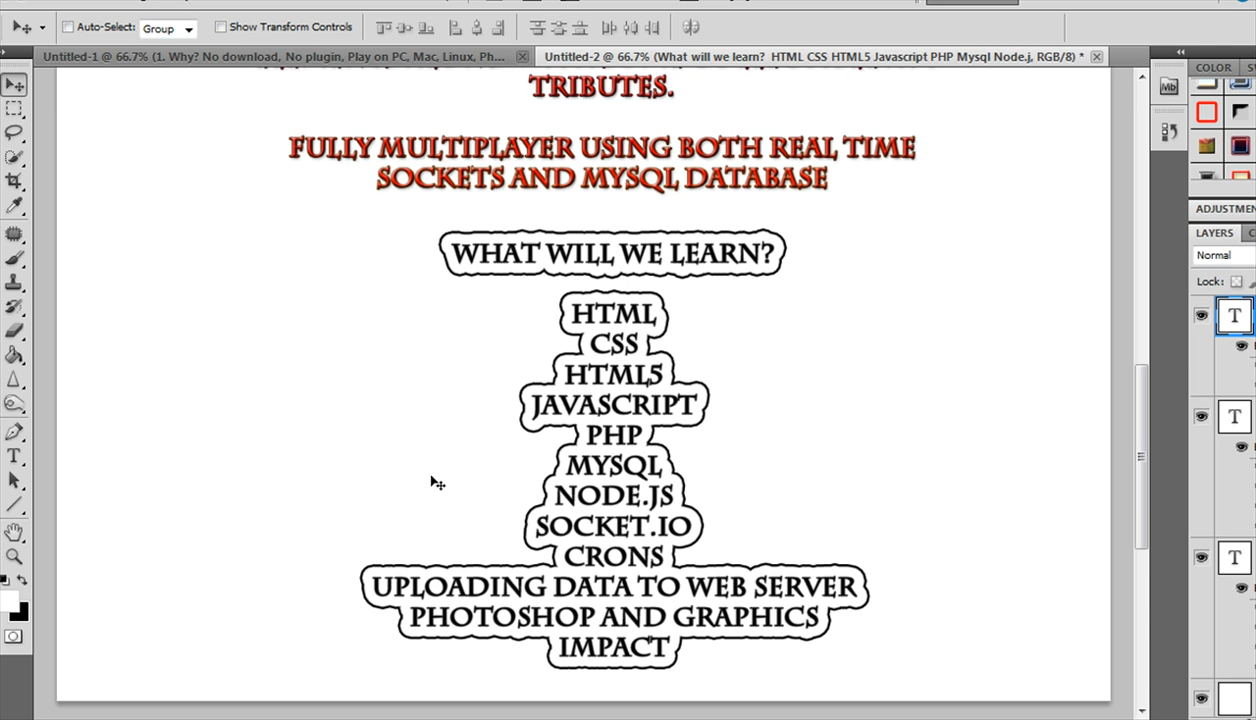 Auto-Select: Group Show Transform Controls
Untitled-1 @ 66.7% (1. Why? No download, No plugin, Play on PC, Mac, Linux, Ph...
Untitled-2 @ 66.7% (What will we learn? HTML CSS HTML5 Javascript PHP Mysql Node.j, RGB/8) *
COLOR
Mb
TRIBUTES.
FULLY MULTIPLAYER USING BOTH REAL TIME
SOCKETS AND MYSQL DATABASE
WHAT WILL WE LEARN?
HTML
CSS
HTML5
JAVASCRIPT
PHP
MYSQL
NODE.JS
SOCKET.IO
CRONS
UPLOADING DATA TO WEB SERVER
PHOTOSHOP AND GRAPHICS
IMPACT
ADJUSTMEN
LAYERS
Normal
Lock:
T
T
T
T